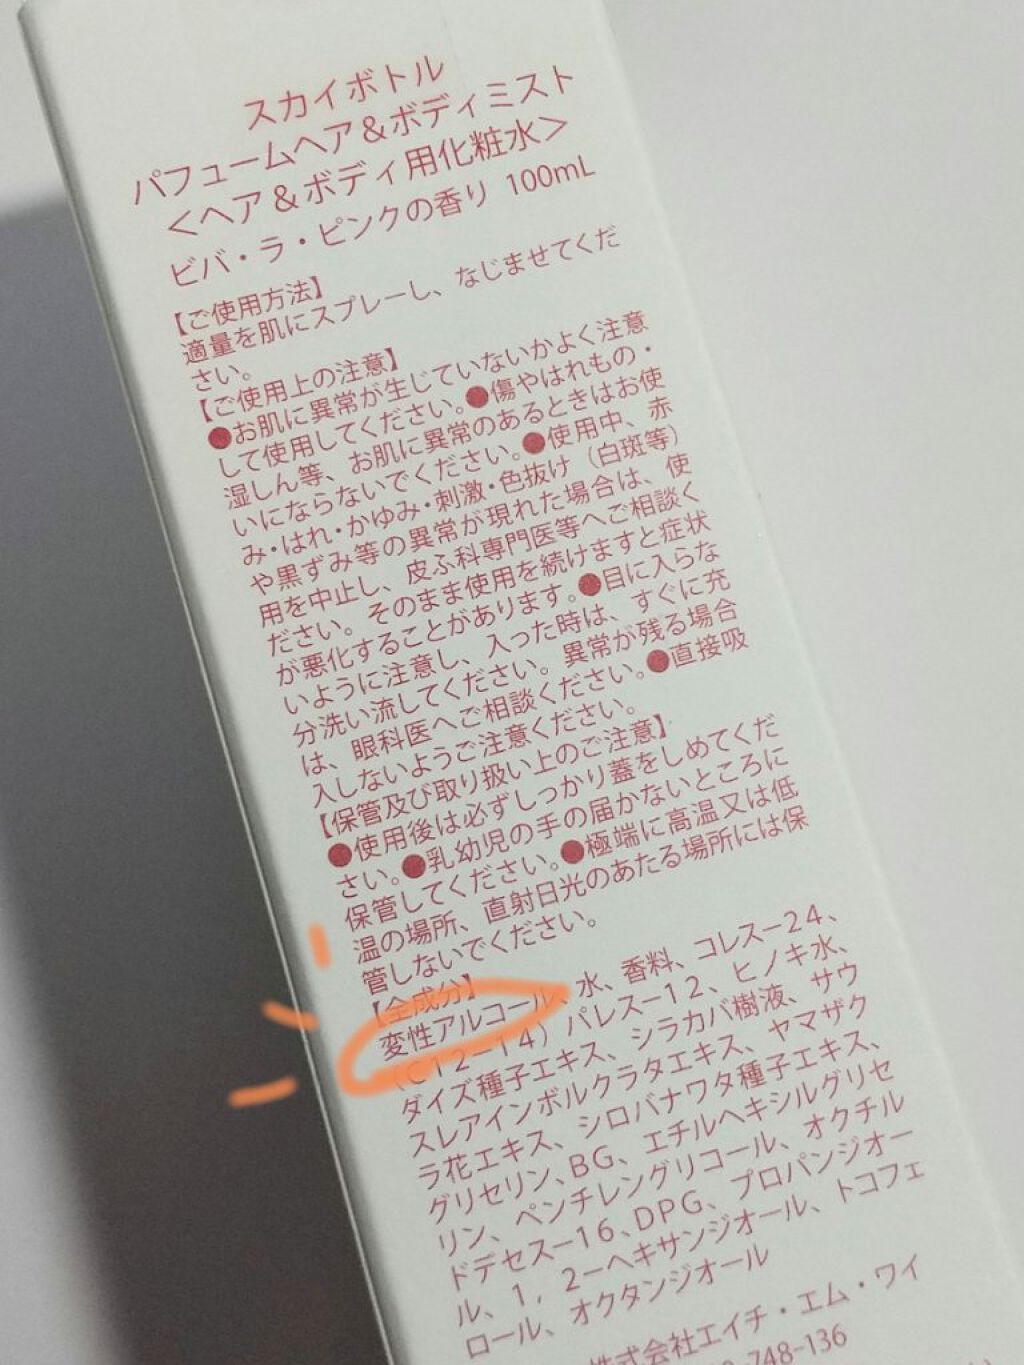 スカイボトル
パフュームヘア&ボディミスト
<ヘア&ボディ用化粧水>
ビバ・ラ・ピンクの香り 100mL
【ご使用方法】
適量を肌にスプレーし、なじませてくだ
さい。
【ご使用上の注意】
●お肌に異常が生じていないかよく注意
して使用してください。●傷やはれもの・
湿しん等、お肌に異常のあるときはお使
いにならないでください。●使用中、赤
み・はれ・かゆみ・刺激・色抜け(白斑等)
や黒ずみ等の異常が現れた場合は、使
用を中止し、皮ふ科専門医等へご相談く
ださい。そのまま使用を続けますと症状
が悪化することがあります。●目に入らな
いように注意し、入った時は、すぐに充
分洗い流してください。異常が残る場合
は、眼科医へご相談ください。●直接吸
入しないようご注意ください。
【保管及び取り扱い上のご注意】
●使用後は必ずしっかり蓋をしめてくだ
さい。●乳幼児の手の届かないところに
保管してください。●極端に高温又は低
温の場所、直射日光のあたる場所には保
管しないでください。
【全成分】
変性アルコール、水、香料、コレス-24、
(C12-14)パレス-12、ヒノキ水、
ダイズ種子エキス、シラカバ樹液、サウ
スレアインボルクラタエキス、ヤマザク
ラ花エキス、シロバナワタ種子エキス、
グリセリン、BG、エチルヘキシルグリセ
リン、ペンチレングリコール、オクチル
ドデセス-16、DPG、プロパンジオー
ル、1,2-ヘキサンジオール、トコフェ
ロール、オクタンジオール
株式会社エイチ・エム・ワイ
748-136